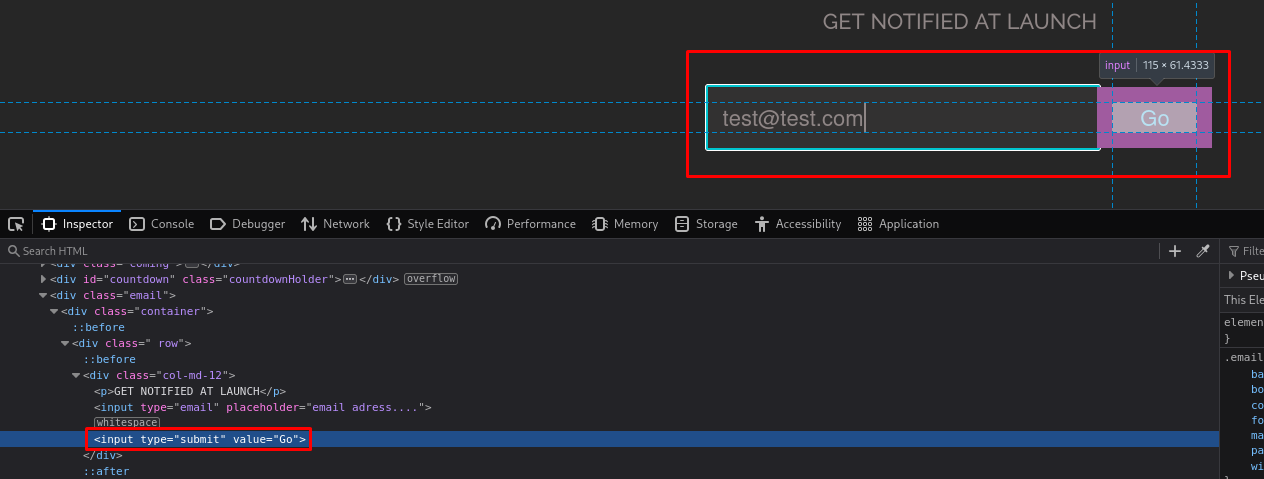 GET NOTIFIED AT LAUNCH
input 115 × 61.4333
test@test.com Go
Inspector Console Debugger Network {} Style Editor Performance Memory Storage Accessibility Application
Search HTML + Filte
<div class="coming"> </div>
<div id="countdown" class="countdownHolder"> </div> overflow
Pseu
<div class="email">
This Ele
<div class="container">
::before
elemen
<div class=" row">
}
::before
.email
<div class="col-md-12">
ba
<p>GET NOTIFIED AT LAUNCH</p>
bo
<input type="email" placeholder="email adress....">
co
whitespace
fo
<input type="submit" value="Go">
ma
</div>
pa
::after
wi